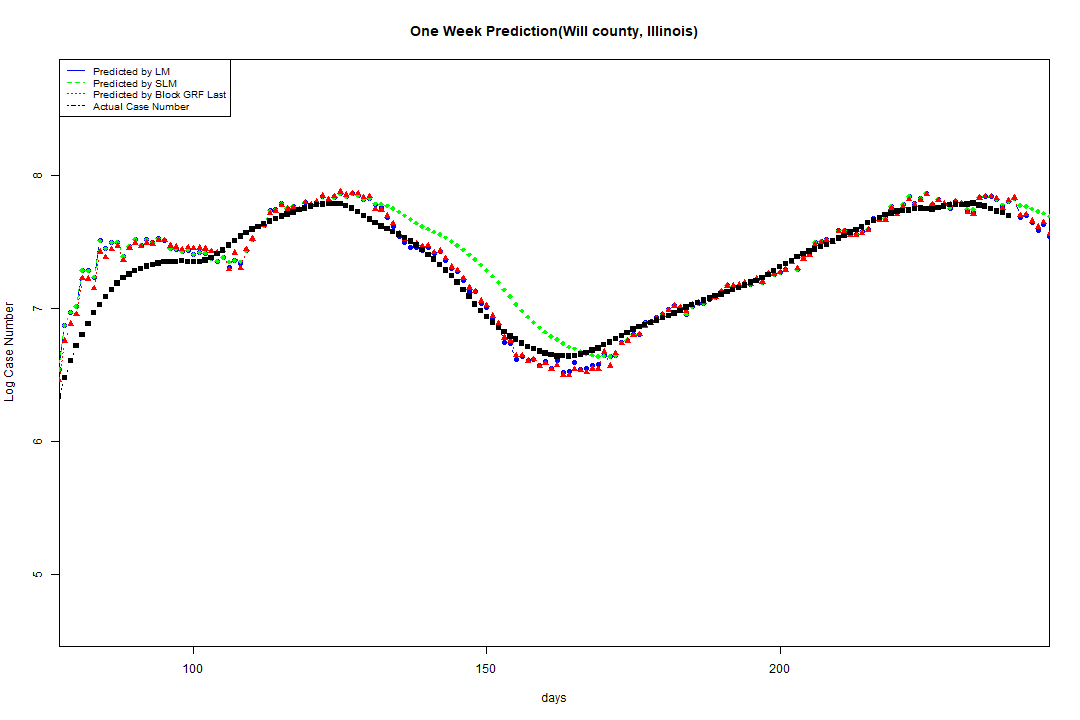 One Week Prediction(Will county, Illinois)
Predicted by LM
Predicted by SLM
Predicted by Block GRF Last
Actual Case Number
8
7
6
5
Log Case Number
100 150 200
days